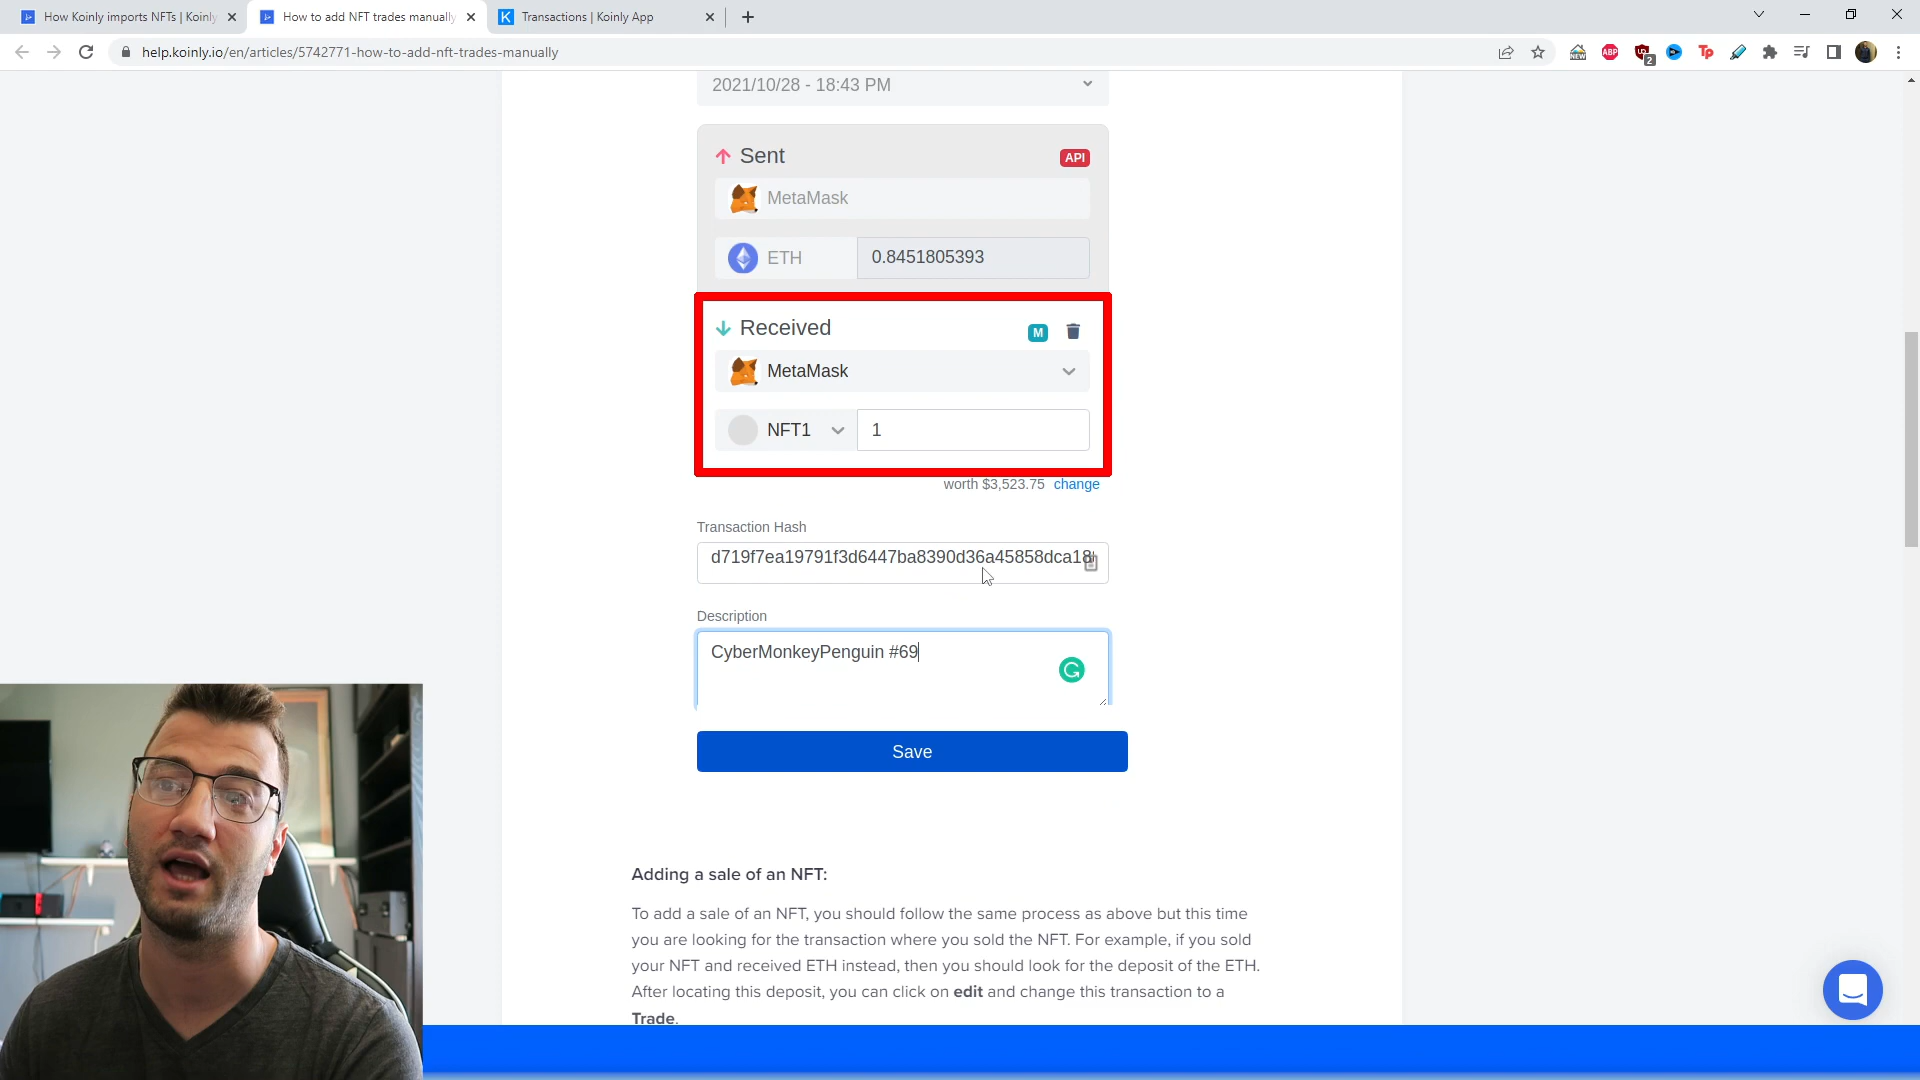 How Koinly imports NFTs | Koinly
How to add NFT trades manually
Transactions | Koinly App
help.koinly.io/en/articles/5742771-how-to-add-nft-trades-manually
ABP
2
Tp
2021/10/28 - 18:43 PM
Sent
API
MetaMask
ETH
0.8451805393
Received
M
MetaMask
NFT1
1
worth $3,523.75 change
Transaction Hash
d719f7ea19791f3d6447ba8390d36a45858dca18
Description
CyberMonkeyPenguin #69
Save
Adding a sale of an NFT:
To add a sale of an NFT, you should follow the same process as above but this time
you are looking for the transaction where you sold the NFT. For example, if you sold
your NFT and received ETH instead, then you should look for the deposit of the ETH.
After locating this deposit, you can click on edit and change this transaction to a
Trade.